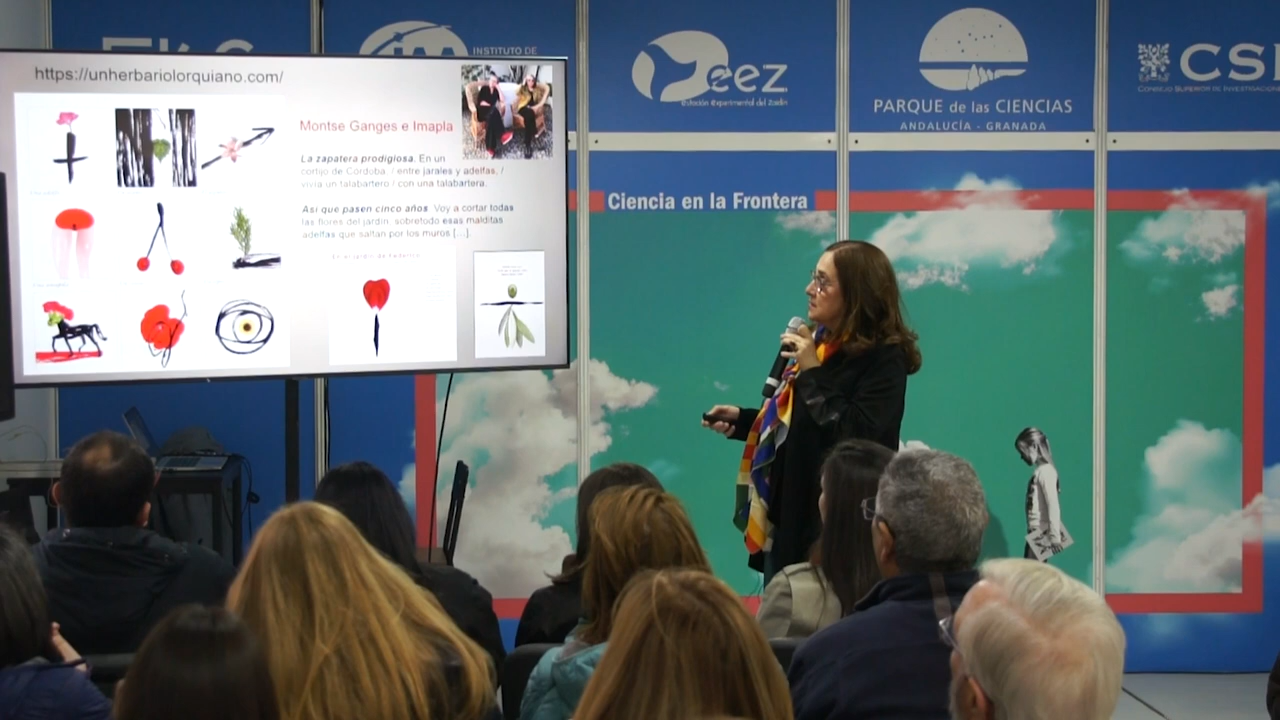 https://unherbariolorquiano.com/
Montse Ganges e Imapla
La zapatera prodigiosa. En un
cortijo de Córdoba, / entre jarales y adelfas, /
vivía un talabartero / con una talabartera.
Así que pasen cinco años. Voy a cortar todas
las flores del jardín, sobretodo esas malditas
adelfas que saltan por los muros [...].
INSTITUTO DE
eez
Estación Experimental del Zaidín
PARQUE de las CIENCIAS
ANDALUCÍA - GRANADA
CSI
CONSEJO SUPERIOR DE INVESTIGACIONE
Ciencia en la Frontera